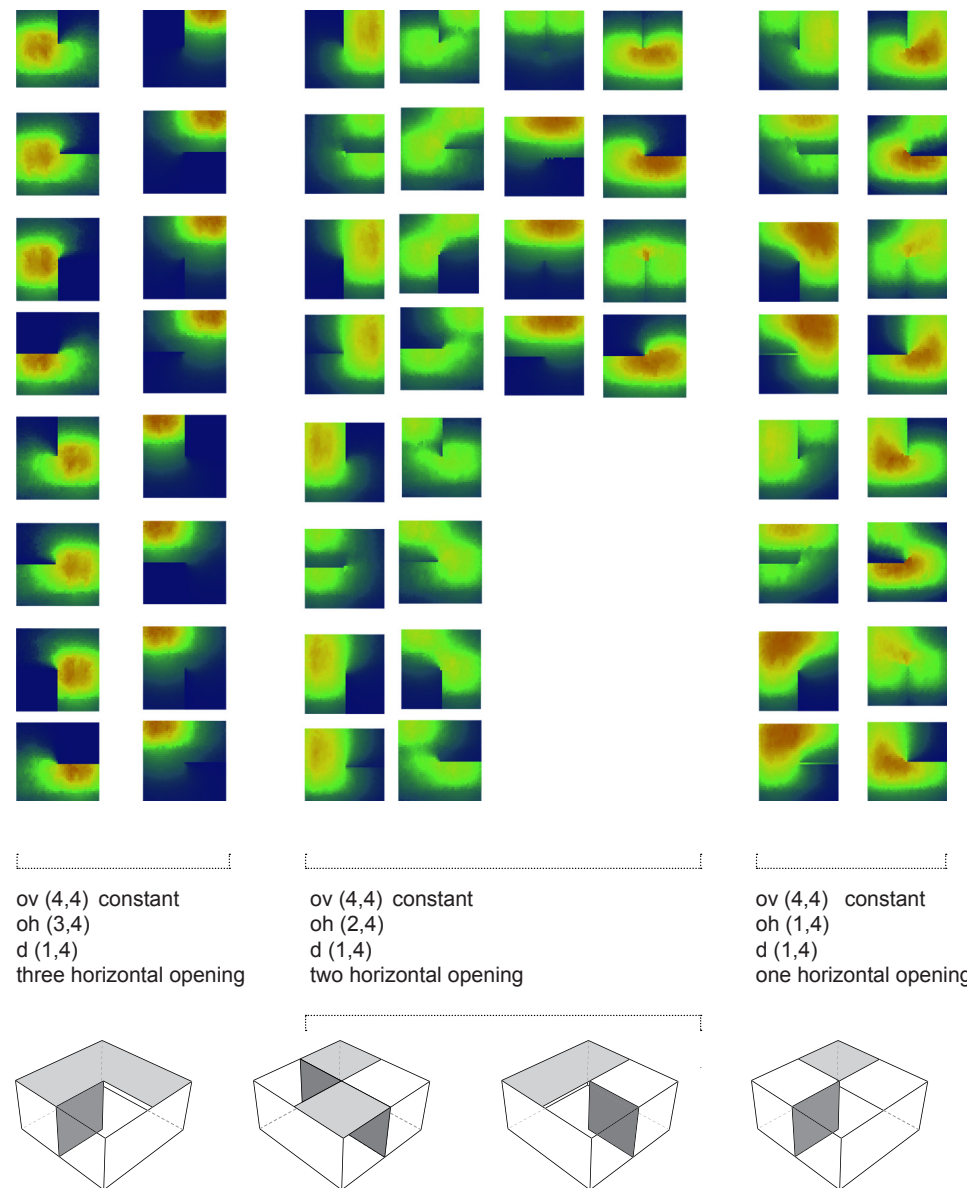 ov (4,4) constant
oh (3,4)
d (1,4)
three horizontal opening
ov (4,4) constant
oh (2,4)
d (1,4)
two horizontal opening
ov (4,4) constant
oh (1,4)
d (1,4)
one horizontal opening